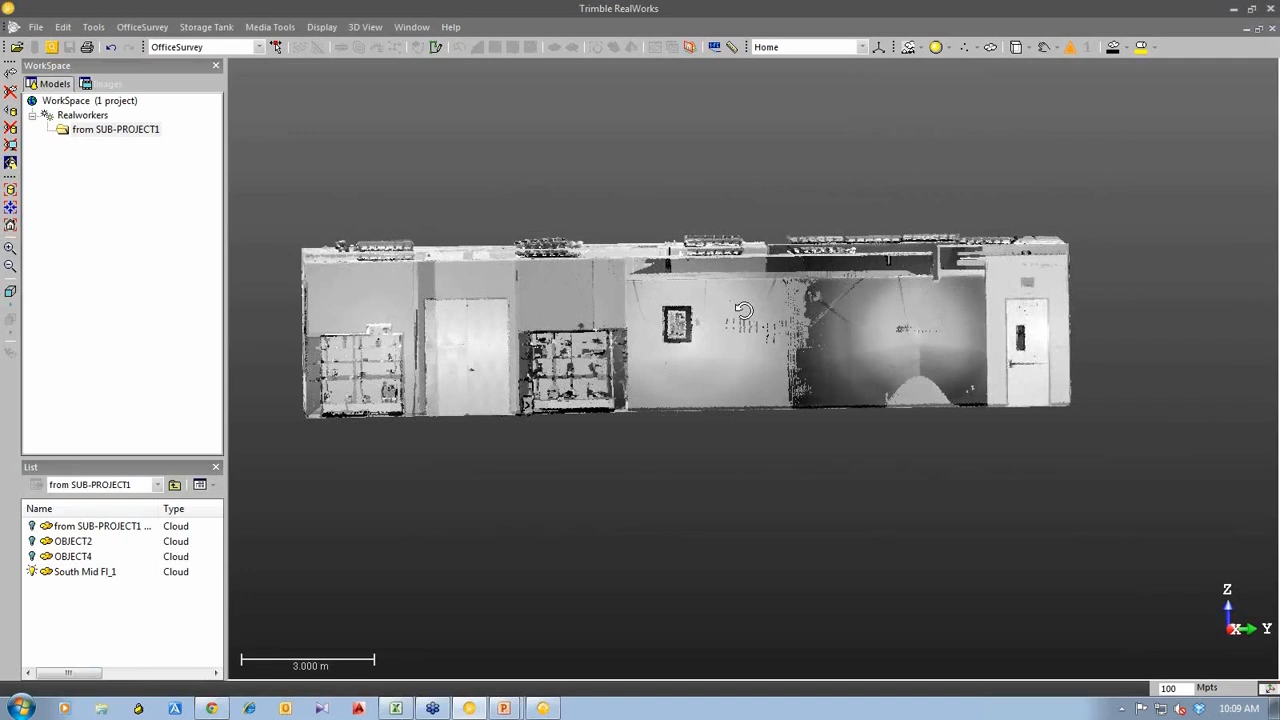 Trimble RealWorks
File Edit Tools OfficeSurvey Storage Tank Media Tools Display 3D View Window Help
OfficeSurvey Home
WorkSpace
Models Images
WorkSpace (1 project)
Realworkers
from SUB-PROJECT1
List
from SUB-PROJECT1
Name Type
from SUB-PROJECT1 ... Cloud
OBJECT2 Cloud
OBJECT4 Cloud
South Mid Fl_1 Cloud
3.000 m
Z
X Y
100 Mpts
10:09 AM